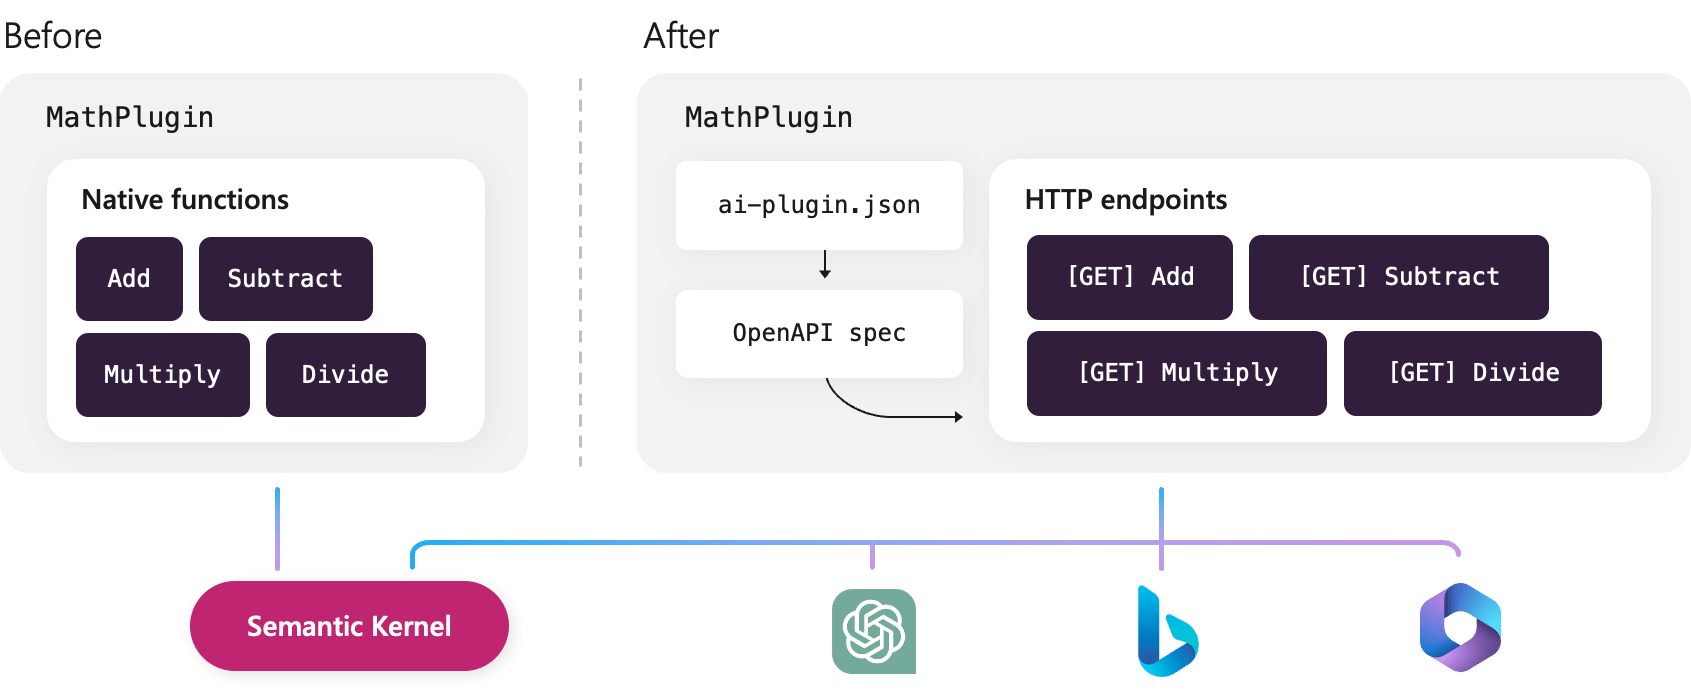 Before
After
MathPlugin
Native functions
Add
Subtract
Multiply
Divide
MathPlugin
ai-plugin.json
OpenAPI spec
HTTP endpoints
[GET] Add
[GET] Subtract
[GET] Multiply
[GET] Divide
Semantic Kernel